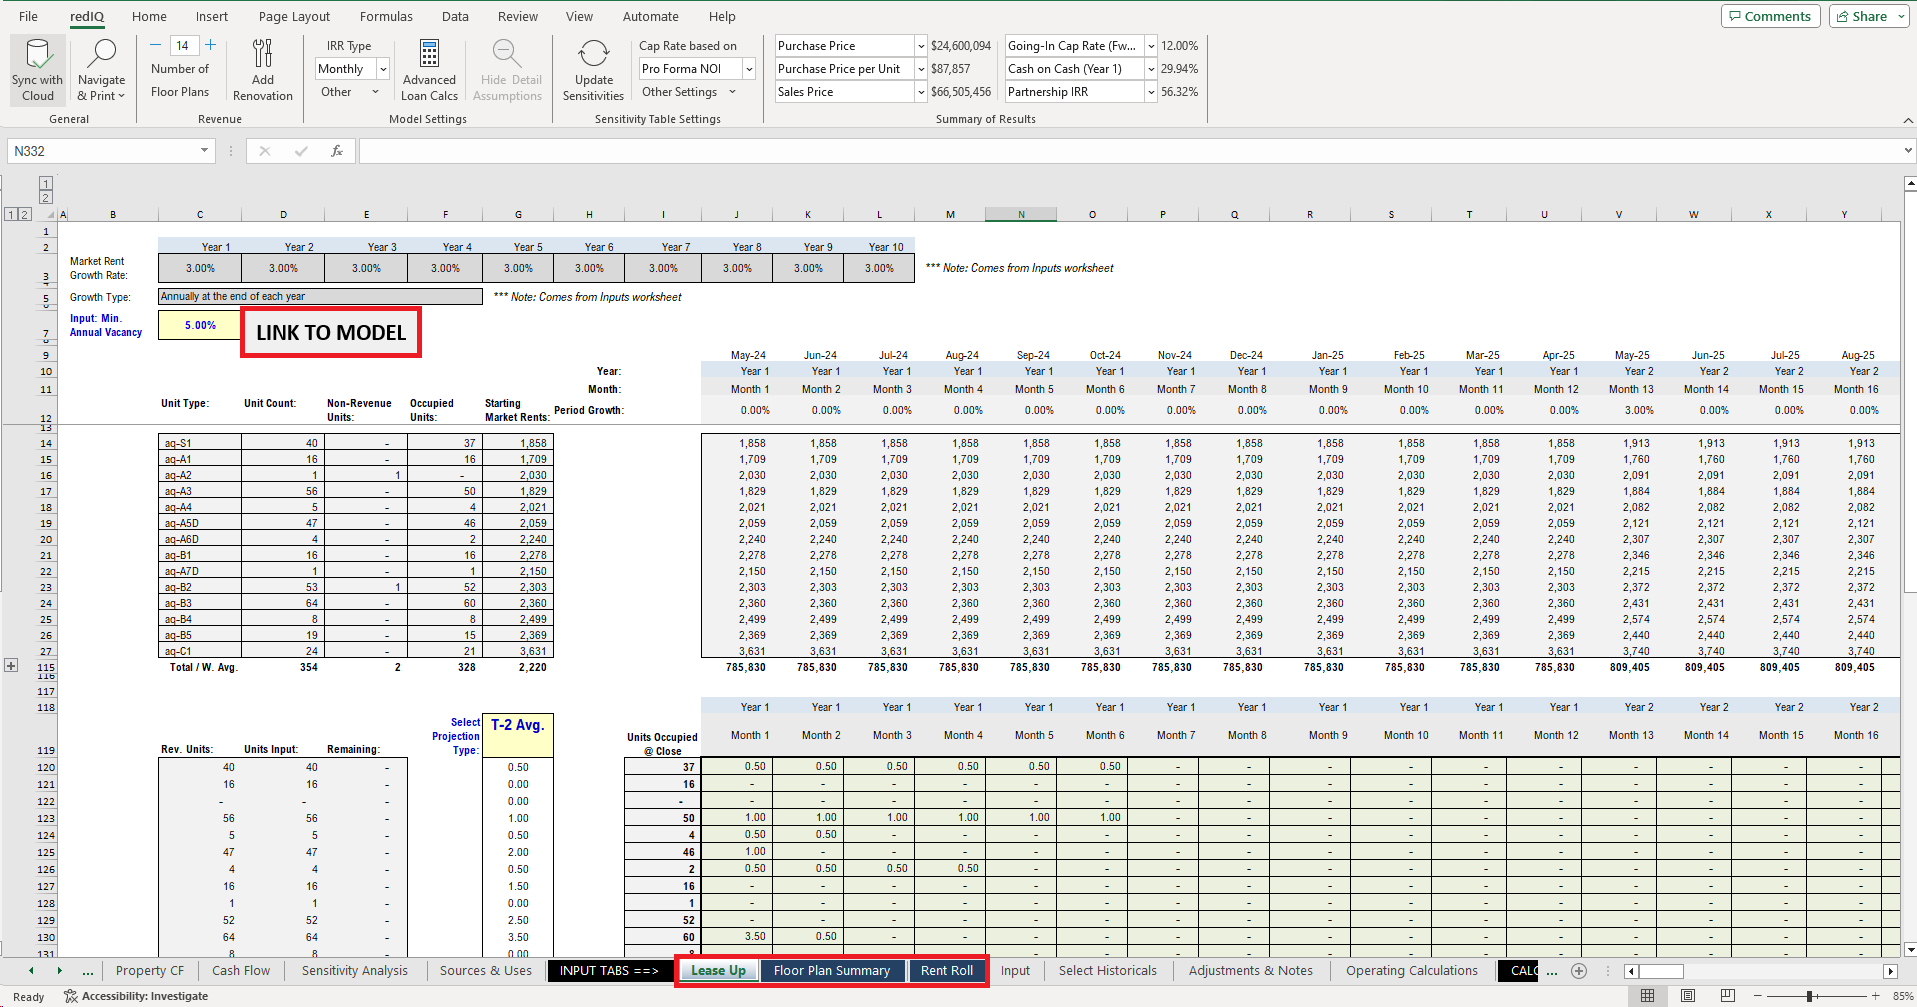 File redIQ Home Insert Page Layout Formulas Data Review View Automate Help Comments Share
14 IRR Type Cap Rate based on Purchase Price $24,600,094 Going-In Cap Rate (Fw... 12.00%
Number of Monthly Pro Forma NOI Purchase Price per Unit $87,857 Cash on Cash (Year 1) 29.94%
Sync with Cloud Navigate & Print Floor Plans Add Renovation Other Advanced Loan Calcs Hide Detail Assumptions Update Sensitivities Other Settings Sales Price $66,505,456 Partnership IRR 56.32%
General Revenue Model Settings Sensitivity Table Settings Summary of Results
N332 fx
1
2
1 2 A B C D E F G H I J K L M N O P Q R S T U V W X Y
1
2 Year 1 Year 2 Year 3 Year 4 Year 5 Year 6 Year 7 Year 8 Year 9 Year 10
3 Market Rent Growth Rate: 3.00% 3.00% 3.00% 3.00% 3.00% 3.00% 3.00% 3.00% 3.00% 3.00% *** Note: Comes from Inputs worksheet
5 Growth Type: Annually at the end of each year *** Note: Comes from Inputs worksheet
7 Input: Min. Annual Vacancy 5.00% LINK TO MODEL
9 May-24 Jun-24 Jul-24 Aug-24 Sep-24 Oct-24 Nov-24 Dec-24 Jan-25 Feb-25 Mar-25 Apr-25 May-25 Jun-25 Jul-25 Aug-25
10 Year: Year 1 Year 1 Year 1 Year 1 Year 1 Year 1 Year 1 Year 1 Year 1 Year 1 Year 1 Year 1 Year 2 Year 2 Year 2 Year 2
11 Month: Month 1 Month 2 Month 3 Month 4 Month 5 Month 6 Month 7 Month 8 Month 9 Month 10 Month 11 Month 12 Month 13 Month 14 Month 15 Month 16
12 Unit Type: Unit Count: Non-Revenue Units: Occupied Units: Starting Market Rents: Period Growth: 0.00% 0.00% 0.00% 0.00% 0.00% 0.00% 0.00% 0.00% 0.00% 0.00% 0.00% 0.00% 3.00% 0.00% 0.00% 0.00%
13
14 aq-S1 40 - 37 1,858 1,858 1,858 1,858 1,858 1,858 1,858 1,858 1,858 1,858 1,858 1,858 1,858 1,913 1,913 1,913 1,913
15 aq-A1 16 - 16 1,709 1,709 1,709 1,709 1,709 1,709 1,709 1,709 1,709 1,709 1,709 1,709 1,709 1,760 1,760 1,760 1,760
16 aq-A2 1 1 - 2,030 2,030 2,030 2,030 2,030 2,030 2,030 2,030 2,030 2,030 2,030 2,030 2,030 2,091 2,091 2,091 2,091
17 aq-A3 56 - 50 1,829 1,829 1,829 1,829 1,829 1,829 1,829 1,829 1,829 1,829 1,829 1,829 1,829 1,884 1,884 1,884 1,884
18 aq-A4 5 - 4 2,021 2,021 2,021 2,021 2,021 2,021 2,021 2,021 2,021 2,021 2,021 2,021 2,021 2,082 2,082 2,082 2,082
19 aq-A5D 47 - 46 2,059 2,059 2,059 2,059 2,059 2,059 2,059 2,059 2,059 2,059 2,059 2,059 2,059 2,121 2,121 2,121 2,121
20 aq-A6D 4 - 2 2,240 2,240 2,240 2,240 2,240 2,240 2,240 2,240 2,240 2,240 2,240 2,240 2,240 2,307 2,307 2,307 2,307
21 aq-B1 16 - 16 2,278 2,278 2,278 2,278 2,278 2,278 2,278 2,278 2,278 2,278 2,278 2,278 2,278 2,346 2,346 2,346 2,346
22 aq-A7D 1 - 1 2,150 2,150 2,150 2,150 2,150 2,150 2,150 2,150 2,150 2,150 2,150 2,150 2,150 2,215 2,215 2,215 2,215
23 aq-B2 53 1 52 2,303 2,303 2,303 2,303 2,303 2,303 2,303 2,303 2,303 2,303 2,303 2,303 2,303 2,372 2,372 2,372 2,372
24 aq-B3 64 - 60 2,360 2,360 2,360 2,360 2,360 2,360 2,360 2,360 2,360 2,360 2,360 2,360 2,360 2,431 2,431 2,431 2,431
25 aq-B4 8 - 8 2,499 2,499 2,499 2,499 2,499 2,499 2,499 2,499 2,499 2,499 2,499 2,499 2,499 2,574 2,574 2,574 2,574
26 aq-B5 19 - 15 2,369 2,369 2,369 2,369 2,369 2,369 2,369 2,369 2,369 2,369 2,369 2,369 2,369 2,440 2,440 2,440 2,440
27 aq-C1 24 - 21 3,631 3,631 3,631 3,631 3,631 3,631 3,631 3,631 3,631 3,631 3,631 3,631 3,631 3,740 3,740 3,740 3,740
115 Total / W. Avg. 354 2 328 2,220 785,830 785,830 785,830 785,830 785,830 785,830 785,830 785,830 785,830 785,830 785,830 785,830 809,405 809,405 809,405 809,405
116
117
118 Year 1 Year 1 Year 1 Year 1 Year 1 Year 1 Year 1 Year 1 Year 1 Year 1 Year 1 Year 1 Year 2 Year 2 Year 2 Year 2
119 Rev. Units: Units Input: Remaining: Select Projection Type: T-2 Avg. Units Occupied @ Close Month 1 Month 2 Month 3 Month 4 Month 5 Month 6 Month 7 Month 8 Month 9 Month 10 Month 11 Month 12 Month 13 Month 14 Month 15 Month 16
120 40 40 - 0.50 37 0.50 0.50 0.50 0.50 0.50 0.50 - - - - - - - - - -
121 16 16 - 0.00 16 - - - - - - - - - - - - - - - -
122 - - - 0.00 - - - - - - - - - - - - - - - - -
123 56 56 - 1.00 50 1.00 1.00 1.00 1.00 1.00 1.00 - - - - - - - - - -
124 5 5 - 0.50 4 0.50 0.50 - - - - - - - - - - - - - -
125 47 47 - 2.00 46 1.00 - - - - - - - - - - - - - - -
126 4 4 - 0.50 2 0.50 0.50 0.50 0.50 - - - - - - - - - - - -
127 16 16 - 1.50 16 - - - - - - - - - - - - - - - -
128 1 1 - 0.00 1 - - - - - - - - - - - - - - - -
129 52 52 - 2.50 52 - - - - - - - - - - - - - - - -
130 64 64 - 3.50 60 3.50 0.50 - - - - - - - - - - - - - -
131 8 8 - 0.00 8 - - - - - - - - - - - - - - - -
... Property CF Cash Flow Sensitivity Analysis Sources & Uses INPUT TABS ==> Lease Up Floor Plan Summary Rent Roll Input Select Historicals Adjustments & Notes Operating Calculations CALC ...
Ready Accessibility: Investigate 85%